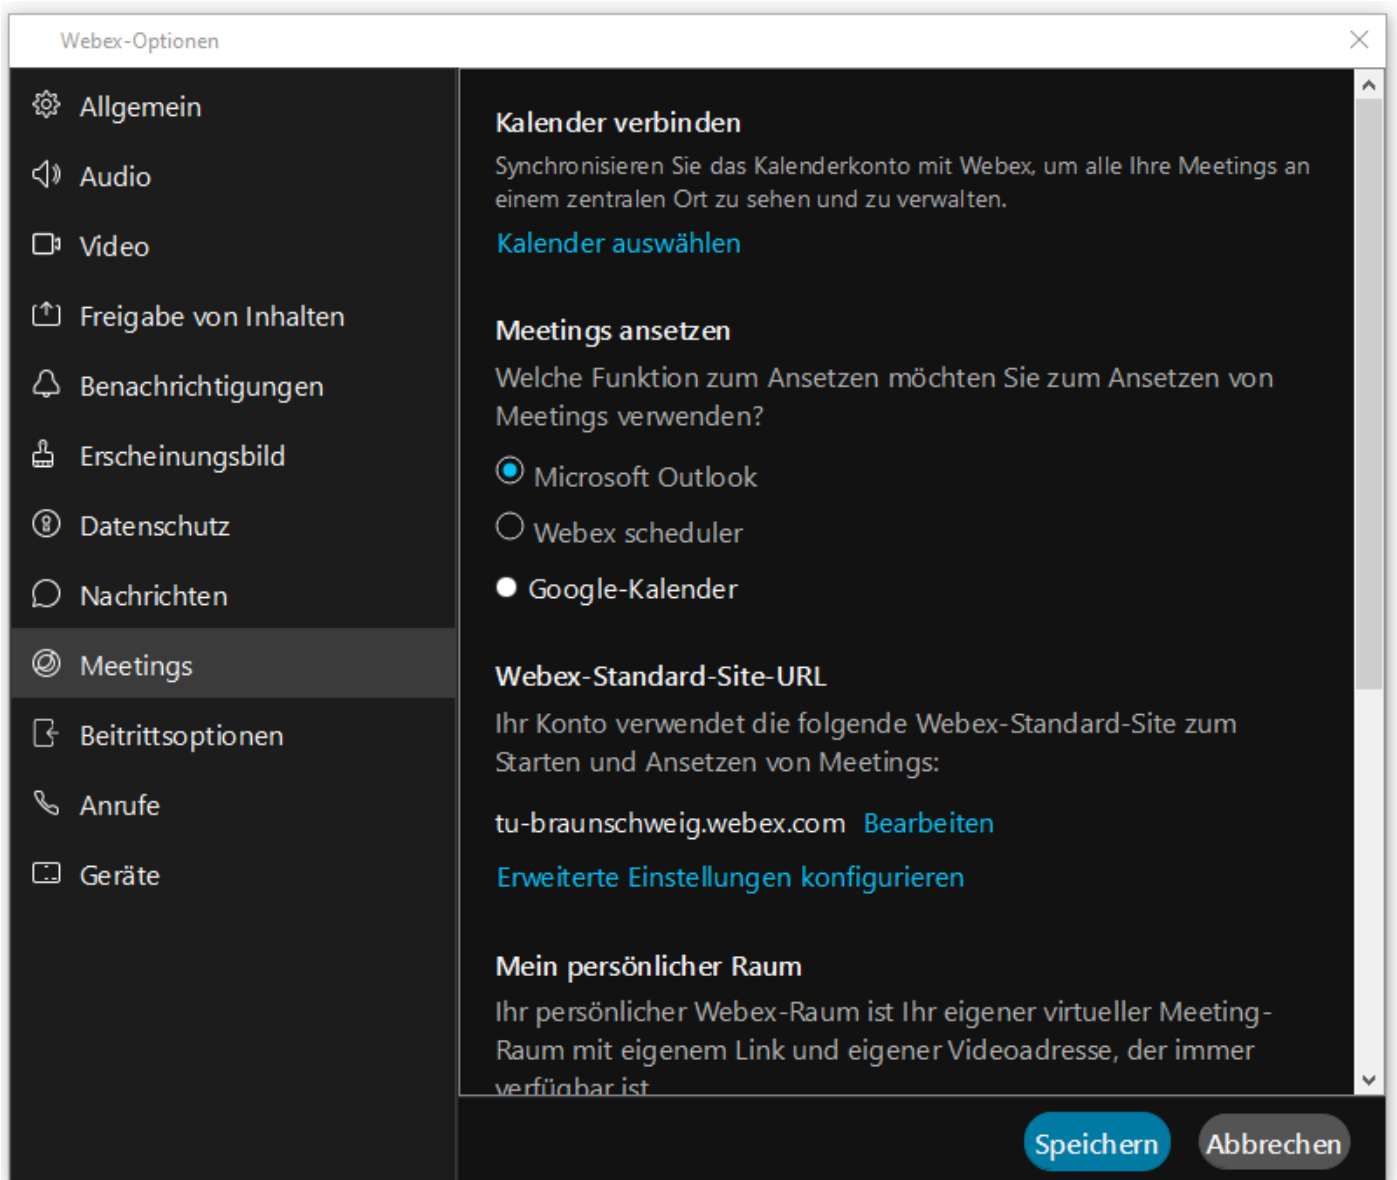 Webex-Optionen
Allgemein
Audio
Video
Freigabe von Inhalten
Benachrichtigungen
Erscheinungsbild
Datenschutz
Nachrichten
Meetings
Beitrittsoptionen
Anrufe
Geräte
Kalender verbinden
Synchronisieren Sie das Kalenderkonto mit Webex, um alle Ihre Meetings an
einem zentralen Ort zu sehen und zu verwalten.
Kalender auswählen
Meetings ansetzen
Welche Funktion zum Ansetzen möchten Sie zum Ansetzen von
Meetings verwenden?
Microsoft Outlook
Webex scheduler
Google-Kalender
Webex-Standard-Site-URL
Ihr Konto verwendet die folgende Webex-Standard-Site zum
Starten und Ansetzen von Meetings:
tu-braunschweig.webex.com Bearbeiten
Erweiterte Einstellungen konfigurieren
Mein persönlicher Raum
Ihr persönlicher Webex-Raum ist Ihr eigener virtueller Meeting-
Raum mit eigenem Link und eigener Videoadresse, der immer
verfügbar ist
Speichern Abbrechen